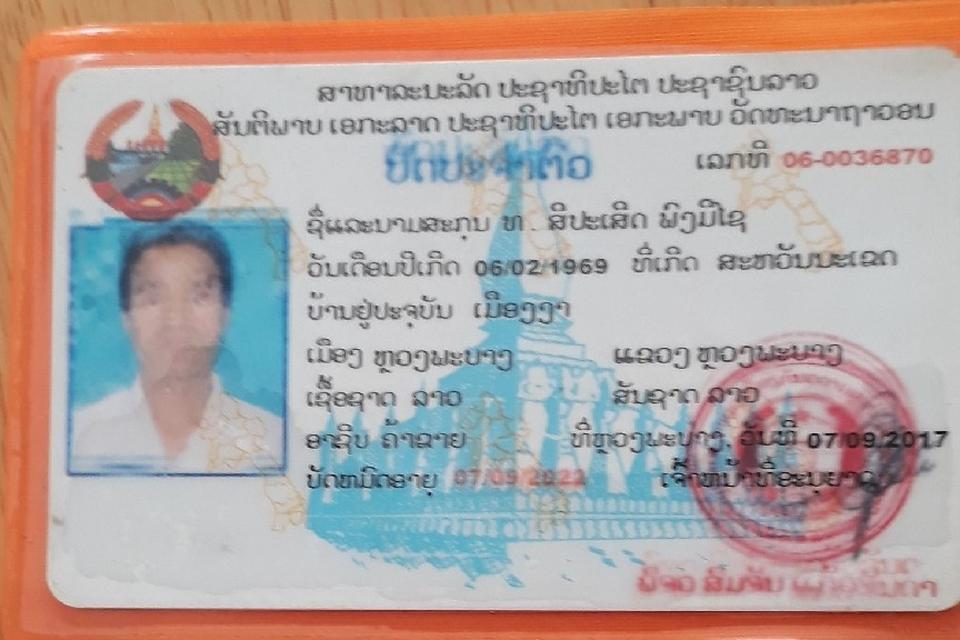 ສາທາລະນະລັດ ປະຊາທິປະໄຕ ປະຊາຊົນລາວ
ສັນຕິພາບ ເອກະລາດ ປະຊາທິປະໄຕ ເອກະພາບ ວັດທະນາຖາວອນ
ບັດປະຈຳຕົວ ເລກທີ 06-0036870
ຊື່ແລະນາມສະກຸນ ທ. ສີປະເສີດ ພົງມີໄຊ
ວັນເດືອນປີເກີດ 06/02/1969 ທີ່ເກີດ ສະຫວັນນະເຂດ
ບ້ານຢູ່ປະຈຸບັນ ເມືອງງາ
ເມືອງ ຫຼວງພະບາງ ແຂວງ ຫຼວງພະບາງ
ເຊື້ອຊາດ ລາວ ສັນຊາດ ລາວ
ອາຊີບ ຄ້າຂາຍ ທີ່ຫຼວງພະບາງ, ວັນທີ 07/09/2017
ບັດຫມົດອາຍຸ 07/09/2022 ເຈົ້າຫນ້າທີ່ອະນຸຍາດ